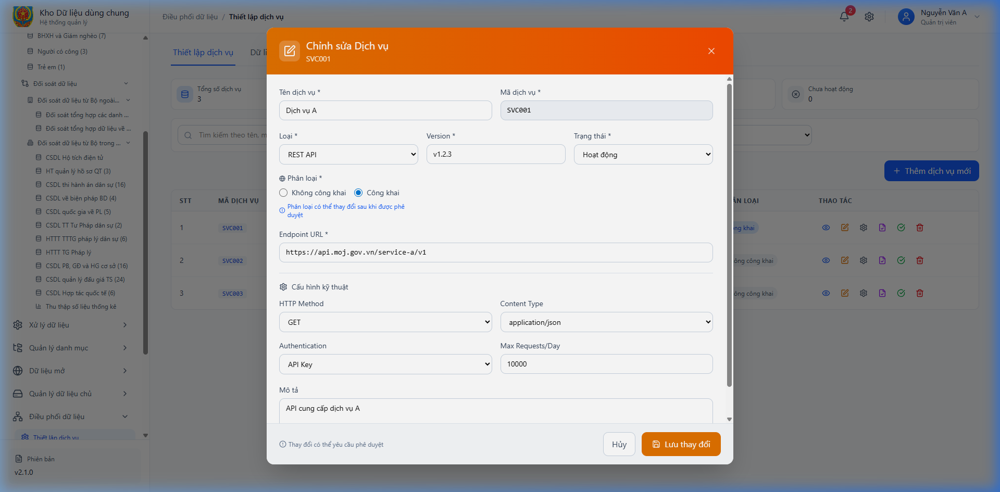 Kho Dữ liệu dùng chung
Hệ thống quản lý
BHXH và Giảm nghèo (7)
Người có công (3)
Trẻ em (1)
Đối soát dữ liệu
Đối soát dữ liệu từ Bộ ngoài...
Đối soát tổng hợp các danh ...
Đối soát tổng hợp dữ liệu về ...
Đối soát dữ liệu từ Bộ trong ...
CSDL Hộ tích điện tử
HT quản lý hồ sơ QT (3)
CSDL thi hành án dân sự (16)
CSDL về biện pháp BD (4)
CSDL quốc gia về PL (5)
CSDL TT Tư Pháp dân sự (2)
HTTT TTTG pháp lý dân sự (6)
HTTT TG Pháp lý
CSDL PB, GĐ và HG cơ sở (16)
CSDL quản lý đấu giá TS (24)
CSDL Hợp tác quốc tế (6)
Thu thập số liệu thống kê
Xử lý dữ liệu
Quản lý danh mục
Dữ liệu mở
Quản lý dữ liệu chủ
Điều phối dữ liệu
Thiết lập dịch vụ
Phiên bản
v2.1.0
Điều phối dữ liệu / Thiết lập dịch vụ
2
Nguyễn Văn A
Quản trị viên
Thiết lập dịch vụ Dữ li
Tổng số dịch vụ
3
Chưa hoạt động
0
Tìm kiếm theo tên, m
Thêm dịch vụ mới
STT MÃ DỊCH VỤ ÂN LOẠI THAO TÁC
1 SVC001 ng khai
2 SVC002 ông công khai
3 SVC003 ông công khai
Chỉnh sửa Dịch vụ
SVC001
Tên dịch vụ * Mã dịch vụ *
Dịch vụ A SVC001
Loại * Version * Trạng thái *
REST API v1.2.3 Hoạt động
Phân loại *
Không công khai Công khai
Phân loại có thể thay đổi sau khi được phê
duyệt
Endpoint URL *
https://api.moj.gov.vn/service-a/v1
Cấu hình kỹ thuật
HTTP Method Content Type
GET application/json
Authentication Max Requests/Day
API Key 10000
Mô tả
API cung cấp dịch vụ A
Thay đổi có thể yêu cầu phê duyệt
Hủy
Lưu thay đổi